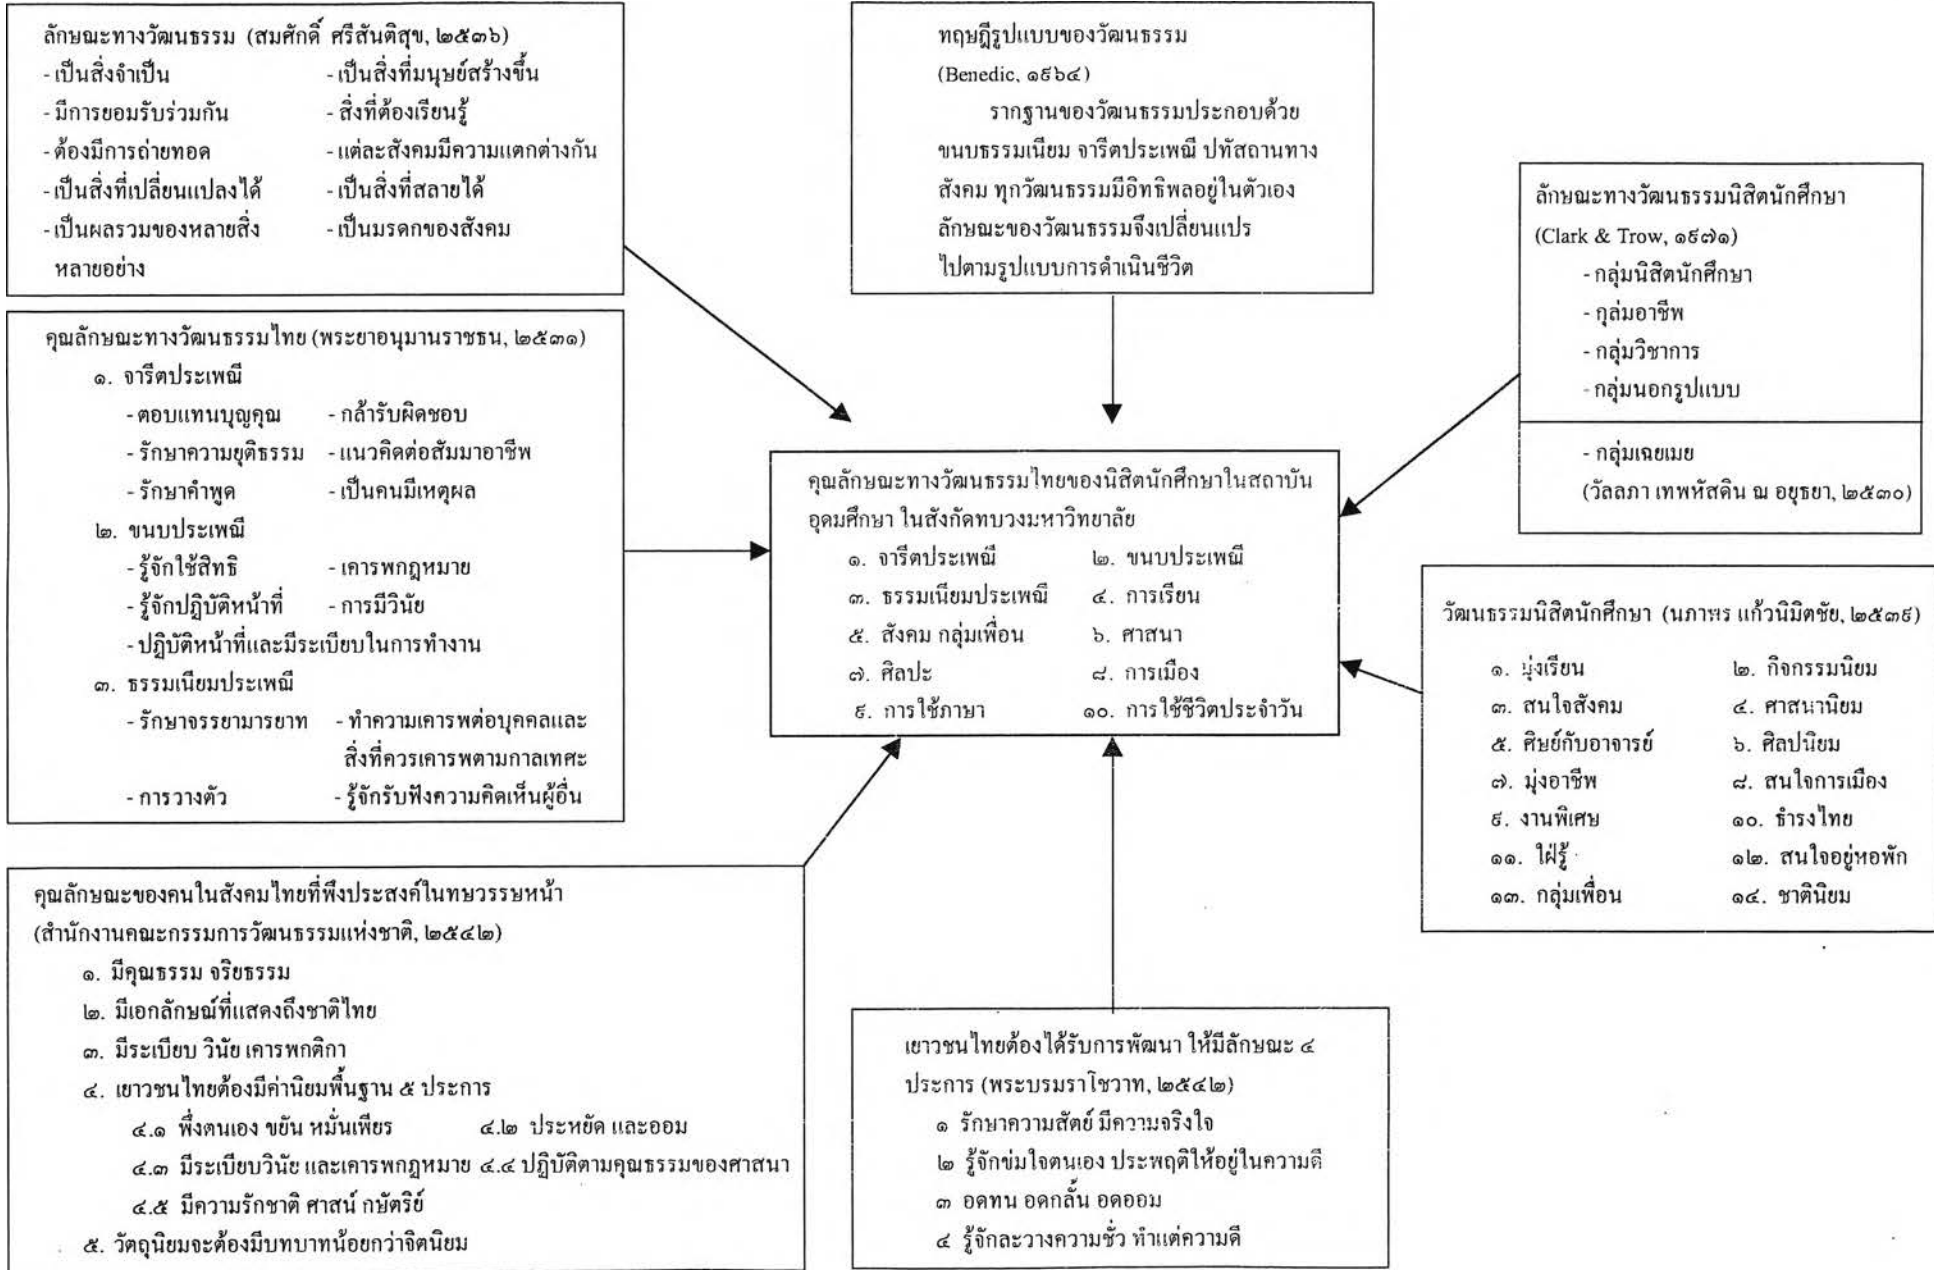 ลักษณะทางวัฒนธรรม (สมศักดิ์ ศรีสันติสุข, ๒๕๓๖)
- เป็นสิ่งจำเป็น - เป็นสิ่งที่มนุษย์สร้างขึ้น
- มีการยอมรับร่วมกัน - สิ่งที่ต้องเรียนรู้
- ต้องมีการถ่ายทอด - แต่ละสังคมมีความแตกต่างกัน
- เป็นสิ่งที่เปลี่ยนแปลงได้ - เป็นสิ่งที่สลายได้
- เป็นผลรวมของหลายสิ่ง - เป็นมรดกของสังคม
หลายอย่าง
ทฤษฎีรูปแบบของวัฒนธรรม
(Benedic, ๑๙๖๔)
รากฐานของวัฒนธรรมประกอบด้วย
ขนบธรรมเนียม จารีตประเพณี ปทัสถานทาง
สังคม ทุกวัฒนธรรมมีอิทธิพลอยู่ในตัวเอง
ลักษณะของวัฒนธรรมจึงเปลี่ยนแปร
ไปตามรูปแบบการดำเนินชีวิต
ลักษณะทางวัฒนธรรมนิสิตนักศึกษา
(Clark & Trow, ๑๙๗๑)
- กลุ่มนิสิตนักศึกษา
- กุล่มอาชีพ
- กลุ่มวิชาการ
- กลุ่มนอกรูปแบบ
- กลุ่มเฉยเมย
(วัลลภา เทพหัสดิน ณ อยุธยา, ๒๕๓๐)
คุณลักษณะทางวัฒนธรรมไทย (พระยาอนุมานราชธน, ๒๕๓๑)
๑. จารีตประเพณี
- ตอบแทนบุญคุณ - กล้ารับผิดชอบ
- รักษาความยุติธรรม - แนวคิดต่อสัมมาอาชีพ
- รักษาคำพูด - เป็นคนมีเหตุผล
๒. ขนบประเพณี
- รู้จักใช้สิทธิ - เคารพกฎหมาย
- รู้จักปฏิบัติหน้าที่ - การมีวินัย
- ปฏิบัติหน้าที่และมีระเบียบในการทำงาน
๓. ธรรมเนียมประเพณี
- รักษาจรรยามารยาท - ทำความเคารพต่อบุคคลและ
สิ่งที่ควรเคารพตามกาลเทศะ
- การวางตัว - รู้จักรับฟังความคิดเห็นผู้อื่น
คุณลักษณะทางวัฒนธรรมไทยของนิสิตนักศึกษาในสถาบัน
อุดมศึกษา ในสังกัดทบวงมหาวิทยาลัย
๑. จารีตประเพณี ๒. ขนบประเพณี
๓. ธรรมเนียมประเพณี ๔. การเรียน
๕. สังคม กลุ่มเพื่อน ๖. ศาสนา
๗. ศิลปะ ๘. การเมือง
๙. การใช้ภาษา ๑๐. การใช้ชีวิตประจำวัน
วัฒนธรรมนิสิตนักศึกษา (นภาพร แก้วนิมิตชัย, ๒๕๓๙)
๑. มุ่งเรียน ๒. กิจกรรมนิยม
๓. สนใจสังคม ๔. ศาสนานิยม
๕. ศิษย์กับอาจารย์ ๖. ศิลปนิยม
๗. มุ่งอาชีพ ๘. สนใจการเมือง
๙. งานพิเศษ ๑๐. ธำรงไทย
๑๑. ใฝ่รู้ ๑๒. สนใจอยู่หอพัก
๑๓. กลุ่มเพื่อน ๑๔. ชาตินิยม
คุณลักษณะของคนในสังคมไทยที่พึงประสงค์ในทษวรรษหน้า
(สำนักงานคณะกรรมการวัฒนธรรมแห่งชาติ, ๒๕๔๒)
๑. มีคุณธรรม จริยธรรม
๒. มีเอกลักษณ์ที่แสดงถึงชาติไทย
๓. มีระเบียบ วินัย เคารพกติกา
๔. เยาวชนไทยต้องมีค่านิยมพื้นฐาน ๕ ประการ
๔.๑ พึ่งตนเอง ขยัน หมั่นเพียร ๔.๒ ประหยัด และออม
๔.๓ มีระเบียบวินัย และเคารพกฎหมาย ๔.๔ ปฏิบัติตามคุณธรรมของศาสนา
๔.๕ มีความรักชาติ ศาสน์ กษัตริย์
๕. วัตถุนิยมจะต้องมีบทบาทน้อยกว่าจิตนิยม
เยาวชนไทยต้องได้รับการพัฒนา ให้มีลักษณะ ๔
ประการ (พระบรมราโชวาท, ๒๕๔๒)
๑ รักษาความสัตย์ มีความจริงใจ
๒ รู้จักข่มใจตนเอง ประพฤติให้อยู่ในความดี
๓ อดทน อดกลั้น อดออม
๔ รู้จักละวางความชั่ว ทำแต่ความดี